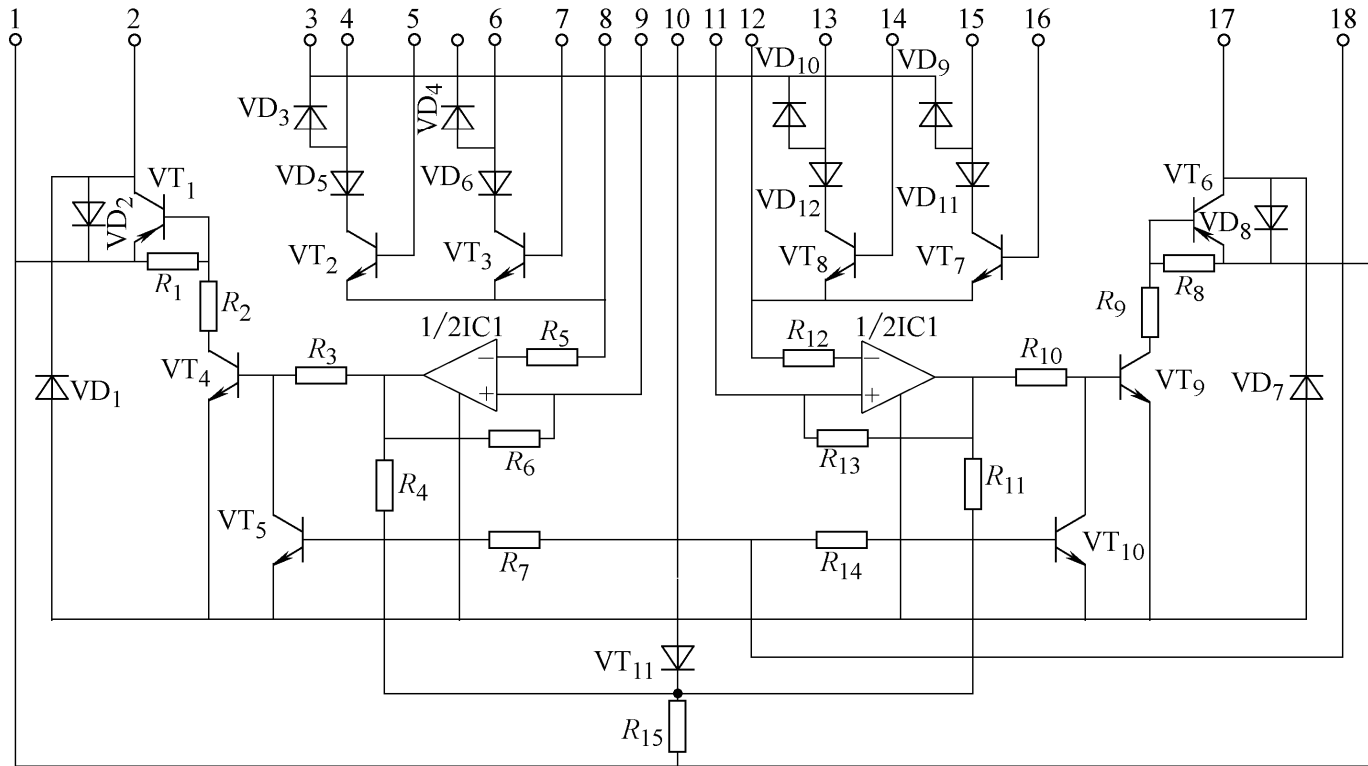 1 2 3 4 5 6 7 8 9 10 11 12 13 14 15 16 17 18
VD10 VD9
VD3 VD4
VT1 VD5 VD6 VD12 VD11 VT6
VD2 VD8
VT2 VT3 VT8 VT7
R1 R8
R2 R9
1/2IC1 1/2IC1
R3 R5 R12 R10
VT4 − − VT9
VD1 + + VD7
R6 R13
R4 R11
VT5 VT10
R7 R14
VT11
R15